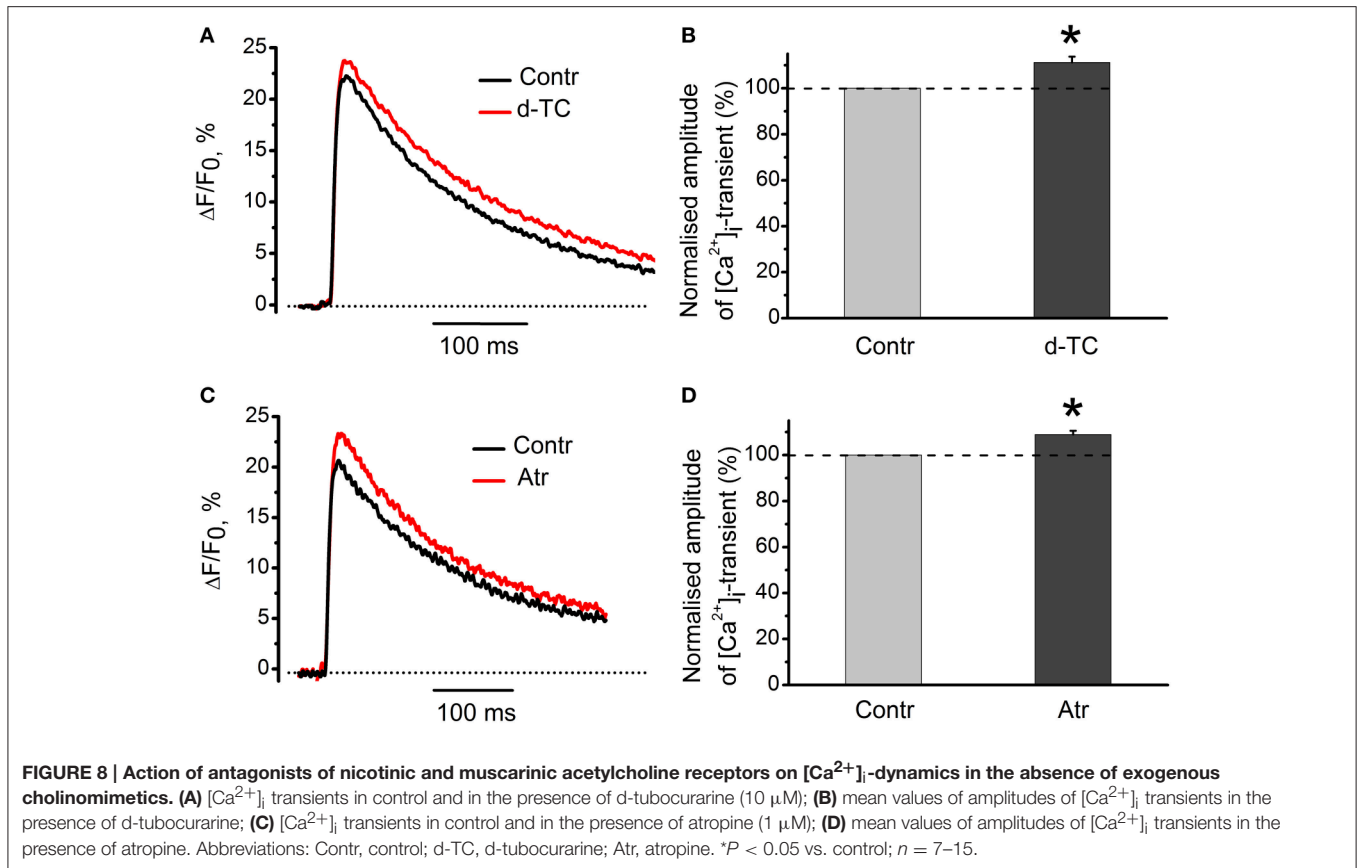 A
25
20
15
10
5
0
ΔF/F0, %
Contr
d-TC
100 ms
B
*
100
80
60
40
20
0
Normalised amplitude
of [Ca2+]i-transient (%)
Contr
d-TC
C
25
20
15
10
5
0
ΔF/F0, %
Contr
Atr
100 ms
D
*
100
80
60
40
20
0
Normalised amplitude
of [Ca2+]i-transient (%)
Contr
Atr
FIGURE 8 | Action of antagonists of nicotinic and muscarinic acetylcholine receptors on [Ca2+]i-dynamics in the absence of exogenous
cholinomimetics. (A) [Ca2+]i transients in control and in the presence of d-tubocurarine (10 μM); (B) mean values of amplitudes of [Ca2+]i transients in the
presence of d-tubocurarine; (C) [Ca2+]i transients in control and in the presence of atropine (1 μM); (D) mean values of amplitudes of [Ca2+]i transients in the
presence of atropine. Abbreviations: Contr, control; d-TC, d-tubocurarine; Atr, atropine. *P < 0.05 vs. control; n = 7–15.